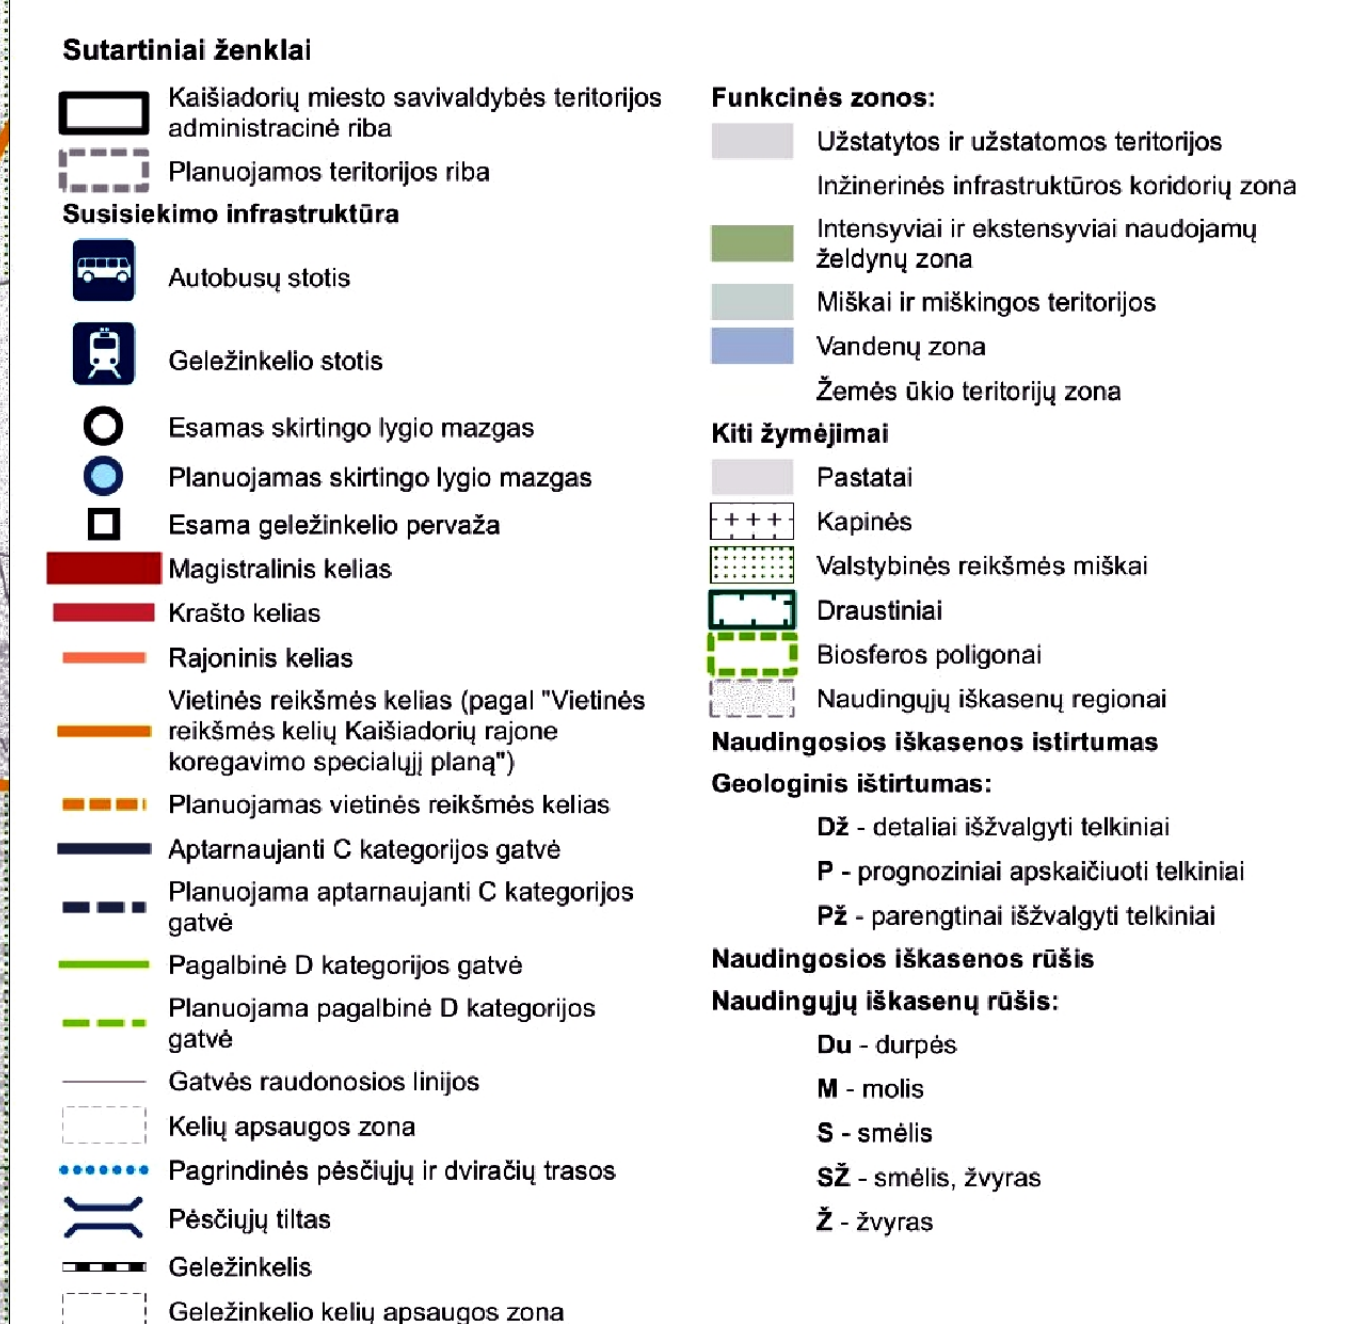 Sutartiniai ženklai
Kaišiadorių miesto savivaldybės teritorijos
administracinė riba
Planuojamos teritorijos riba
Susisiekimo infrastruktūra
Autobusų stotis
Geležinkelio stotis
Esamas skirtingo lygio mazgas
Planuojamas skirtingo lygio mazgas
Esama geležinkelio pervaža
Magistralinis kelias
Krašto kelias
Rajoninis kelias
Vietinės reikšmės kelias (pagal "Vietinės
reikšmės kelių Kaišiadorių rajone
koregavimo specialųjį planą")
Planuojamas vietinės reikšmės kelias
Aptarnaujanti C kategorijos gatvė
Planuojama aptarnaujanti C kategorijos
gatvė
Pagalbinė D kategorijos gatvė
Planuojama pagalbinė D kategorijos
gatvė
Gatvės raudonosios linijos
Kelių apsaugos zona
Pagrindinės pėsčiųjų ir dviračių trasos
Pėsčiųjų tiltas
Geležinkelis
Geležinkelio kelių apsaugos zona
Funkcinės zonos:
Užstatytos ir užstatomos teritorijos
Inžinerinės infrastruktūros koridorių zona
Intensyviai ir ekstensyviai naudojamų
želdynų zona
Miškai ir miškingos teritorijos
Vandenų zona
Žemės ūkio teritorijų zona
Kiti žymėjimai
Pastatai
Kapinės
Valstybinės reikšmės miškai
Draustiniai
Biosferos poligonai
Naudingųjų iškasenų regionai
Naudingosios iškasenos istirtumas
Geologinis ištirtumas:
Dž - detaliai išžvalgyti telkiniai
P - prognoziniai apskaičiuoti telkiniai
Pž - parengtinai išžvalgyti telkiniai
Naudingosios iškasenos rūšis
Naudingųjų iškasenų rūšis:
Du - durpės
M - molis
S - smėlis
SŽ - smėlis, žvyras
Ž - žvyras